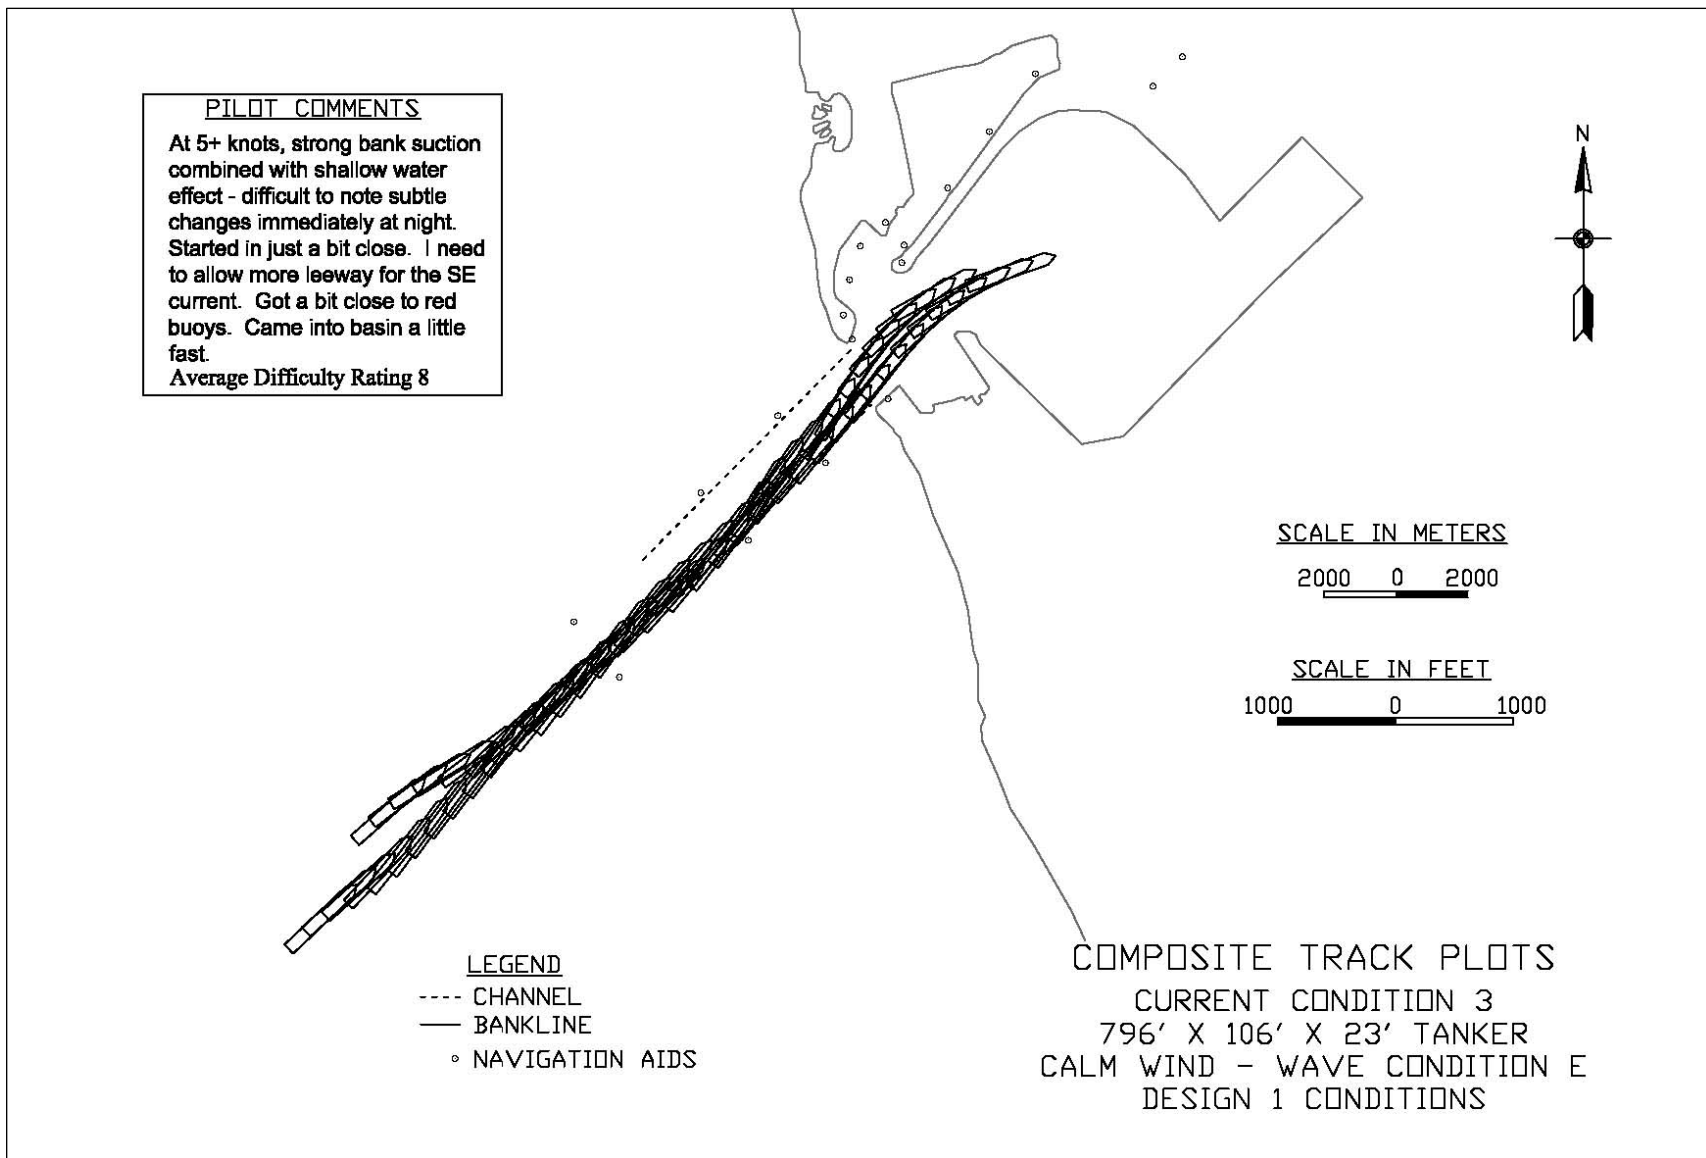 PILOT COMMENTS
At 5+ knots, strong bank suction
combined with shallow water
effect - difficult to note subtle
changes immediately at night.
Started in just a bit close.  I need
to allow more leeway for the SE
current.  Got a bit close to red
buoys.  Came into basin a little
fast.
Average Difficulty Rating 8
N
SCALE IN METERS
2000 0 2000
SCALE IN FEET
1000 0 1000
LEGEND
CHANNEL
BANKLINE
NAVIGATION AIDS
COMPOSITE TRACK PLOTS
CURRENT CONDITION 3
796' X 106' X 23' TANKER
CALM WIND - WAVE CONDITION E
DESIGN 1 CONDITIONS